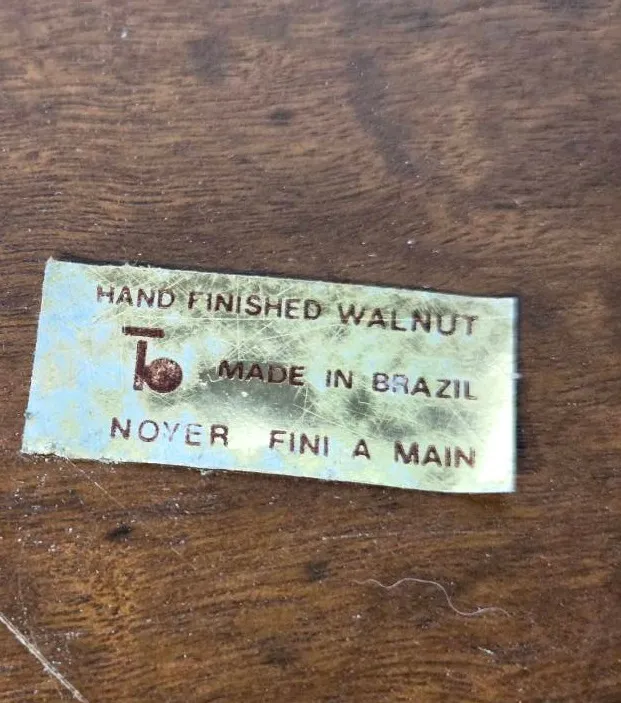 HAND FINISHED WALNUT
MADE IN BRAZIL
NOYER FINI A MAIN